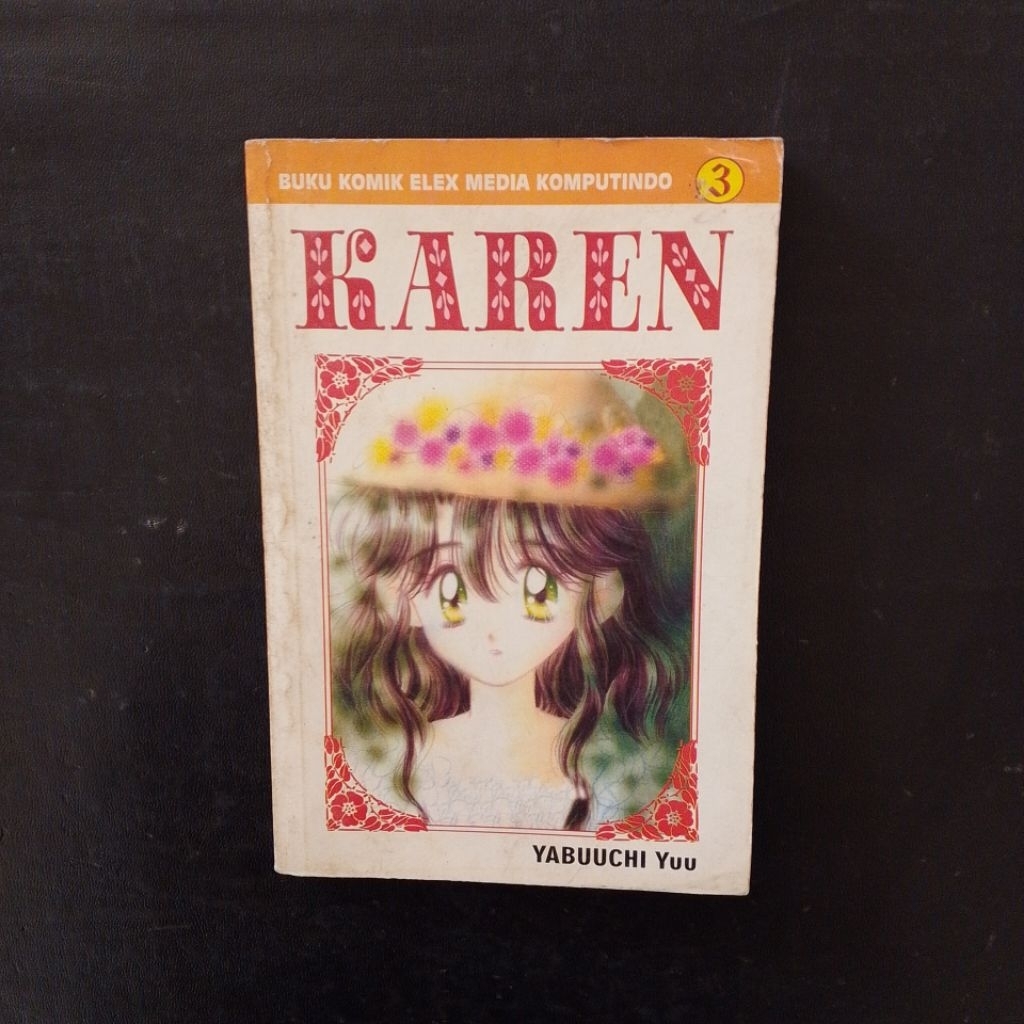 BUKU KOMIK ELEX MEDIA KOMPUTINDO 3
KAREN
YABUUCHI Yuu